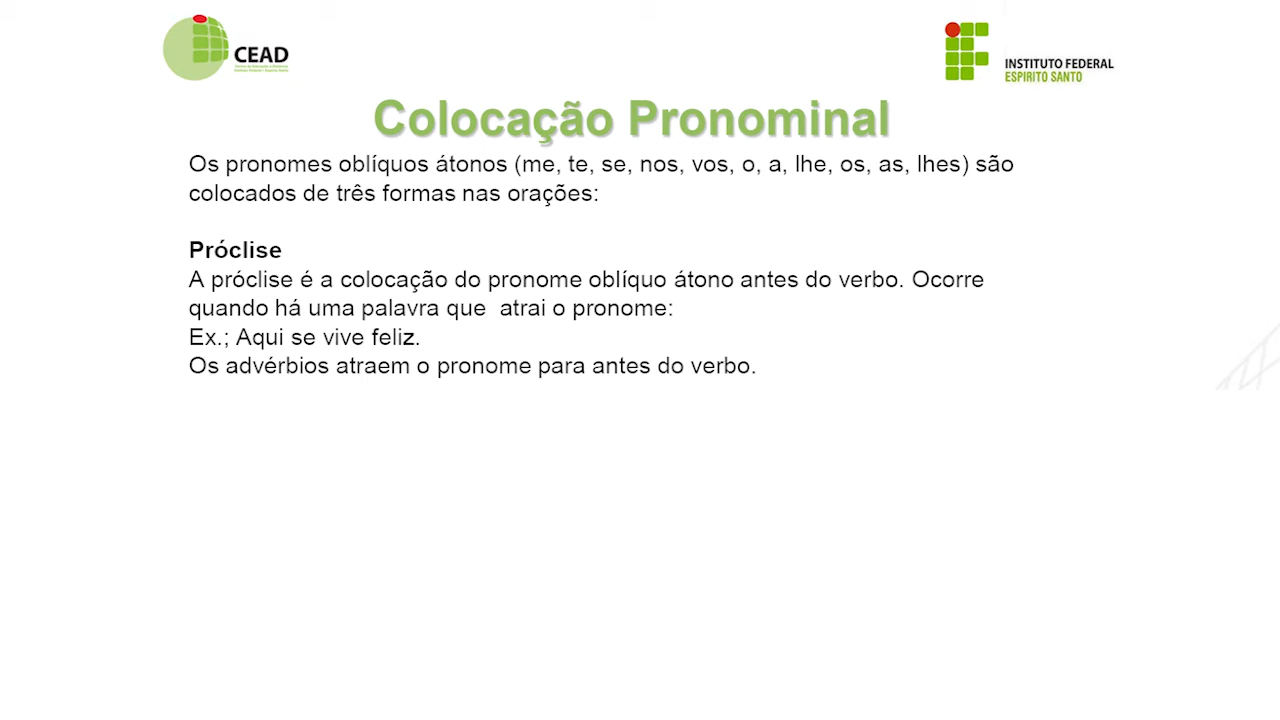 CEAD
INSTITUTO FEDERAL
ESPIRITO SANTO
Colocação Pronominal
Os pronomes oblíquos átonos (me, te, se, nos, vos, o, a, lhe, os, as, lhes) são
colocados de três formas nas orações:
Próclise
A próclise é a colocação do pronome oblíquo átono antes do verbo. Ocorre
quando há uma palavra que  atrai o pronome:
Ex.; Aqui se vive feliz.
Os advérbios atraem o pronome para antes do verbo.